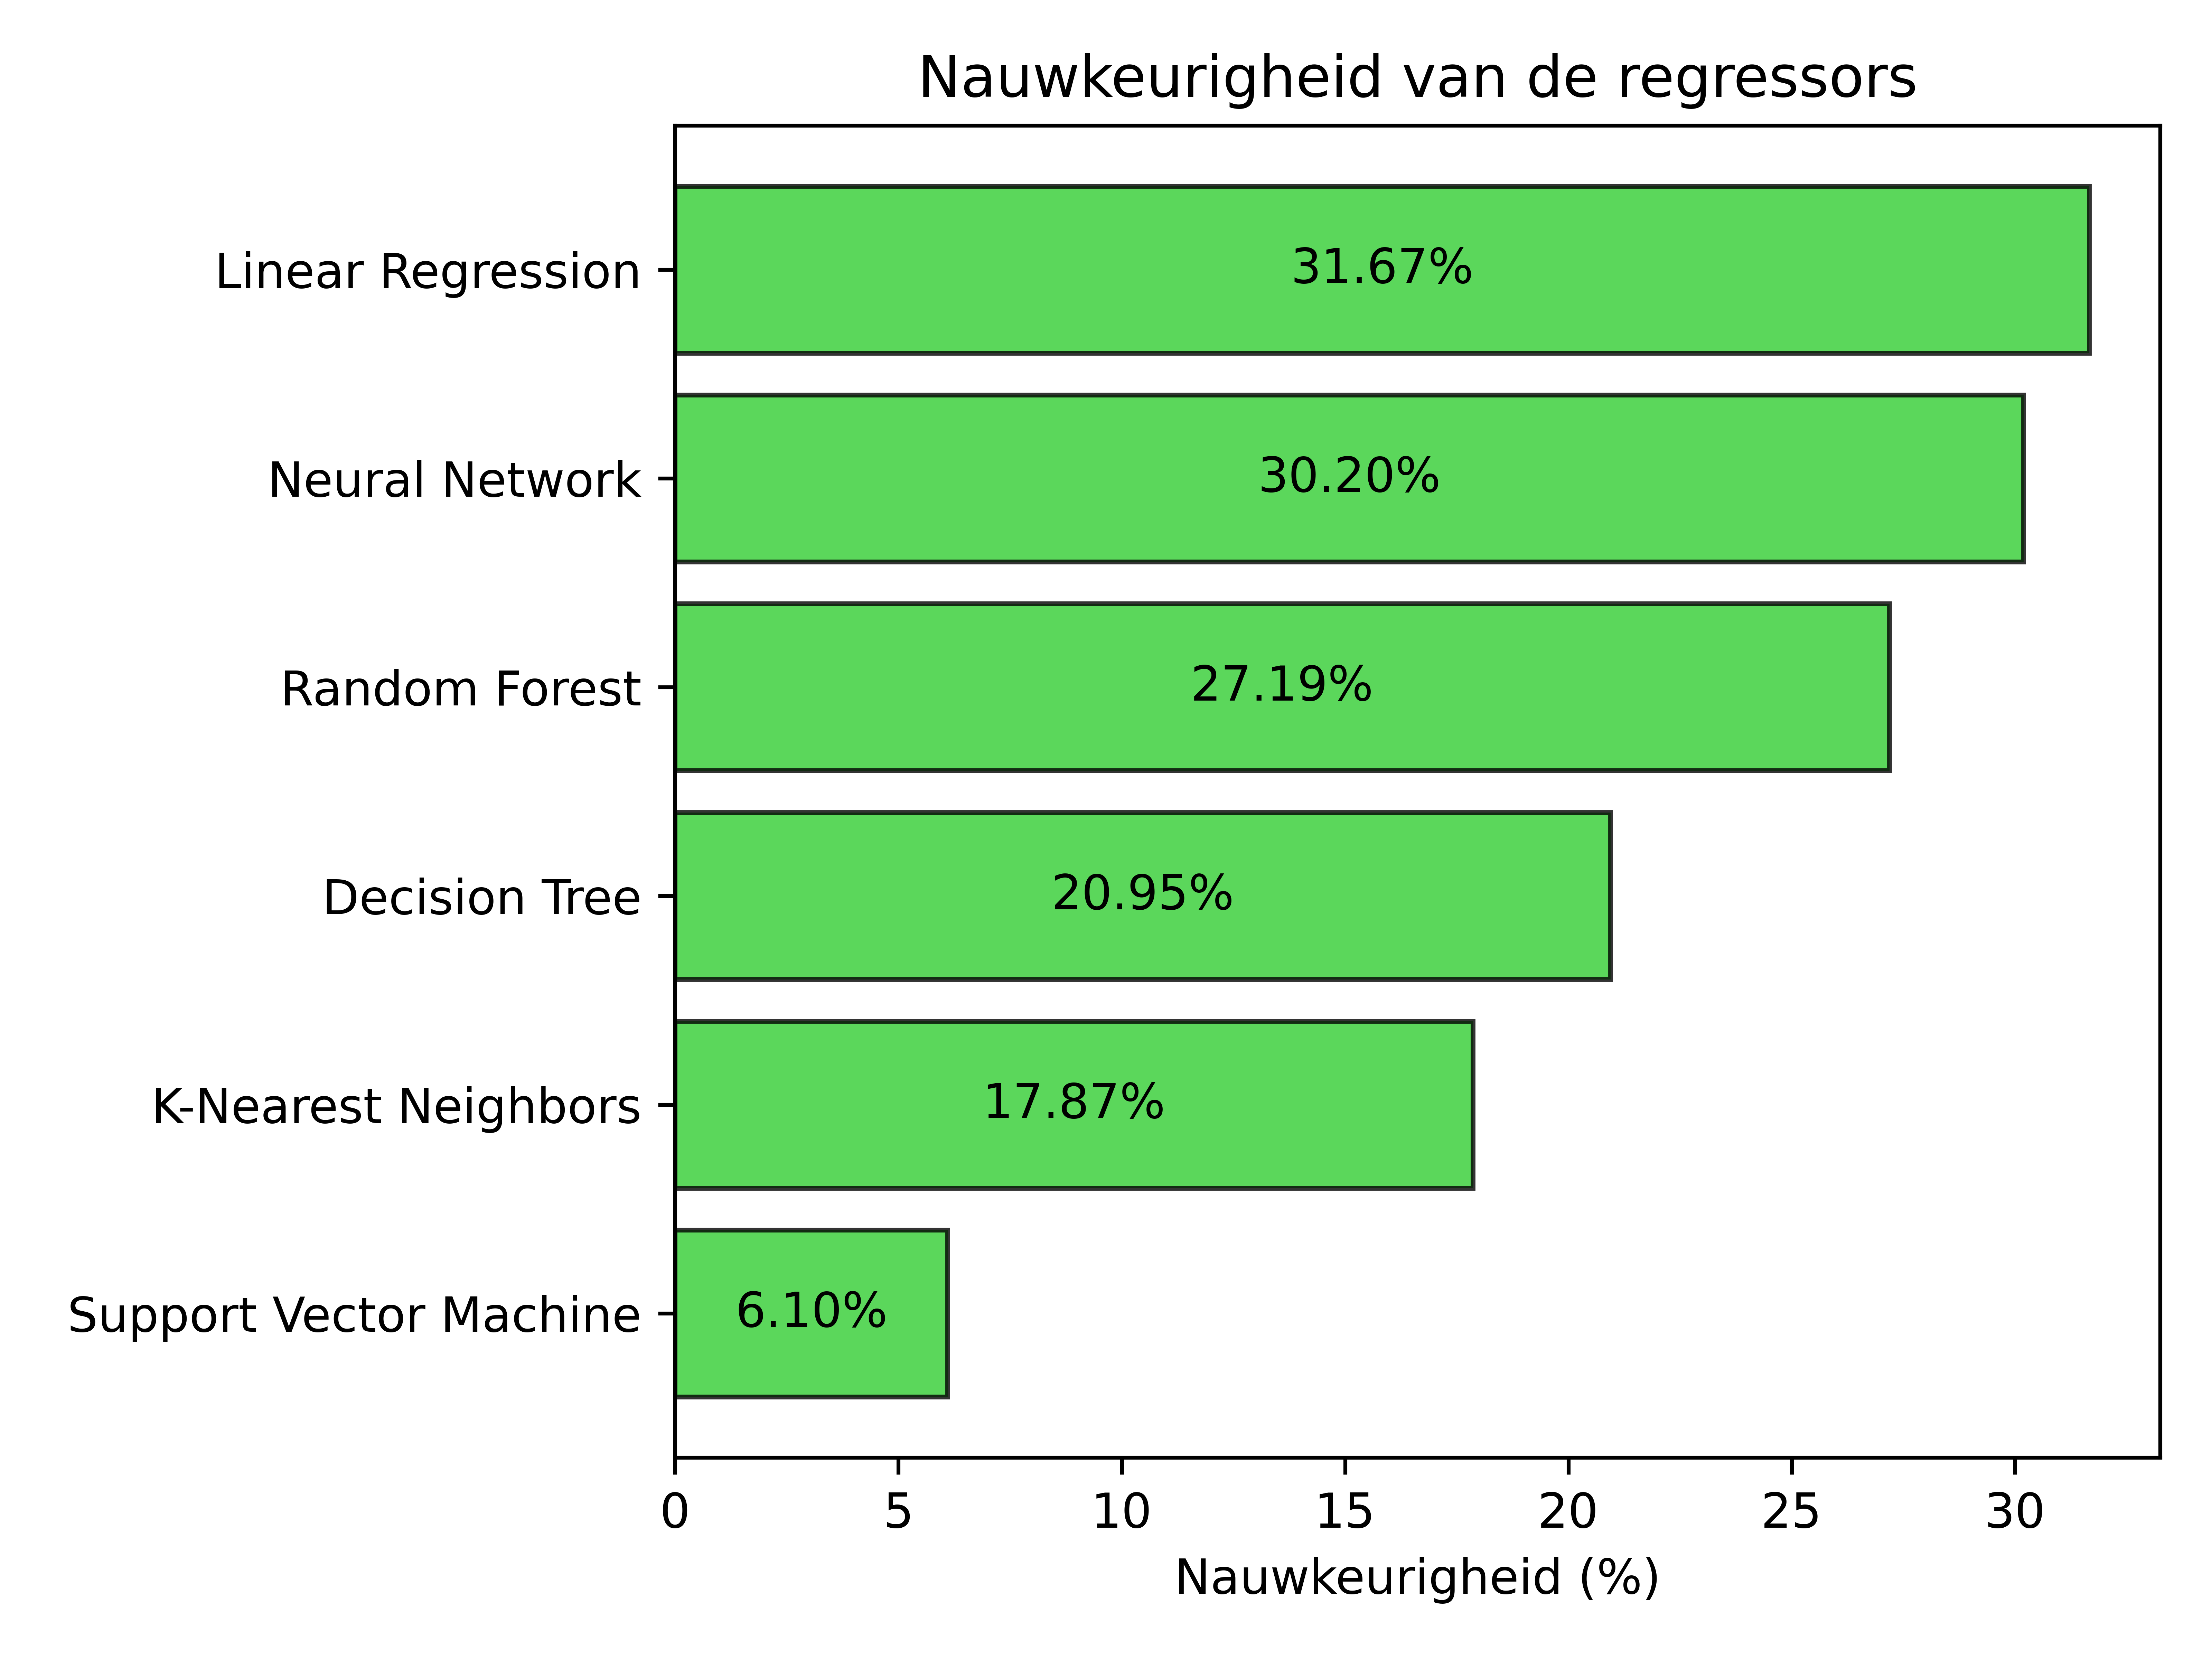 Nauwkeurigheid van de regressors
Linear Regression
31.67%
Neural Network
30.20%
Random Forest
27.19%
Decision Tree
20.95%
K-Nearest Neighbors
17.87%
Support Vector Machine
6.10%
0 5 10 15 20 25 30
Nauwkeurigheid (%)